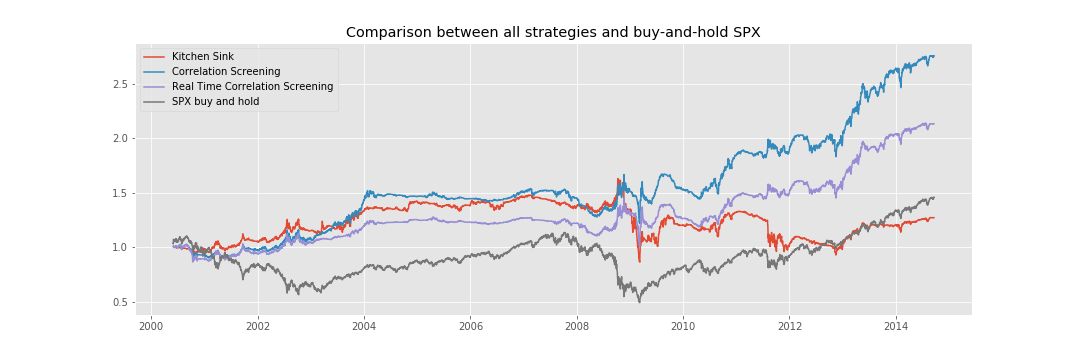 Comparison between all strategies and buy-and-hold SPX
Kitchen Sink
Correlation Screening
Real Time Correlation Screening
SPX buy and hold
2.5
2.0
1.5
1.0
0.5
2000 2002 2004 2006 2008 2010 2012 2014